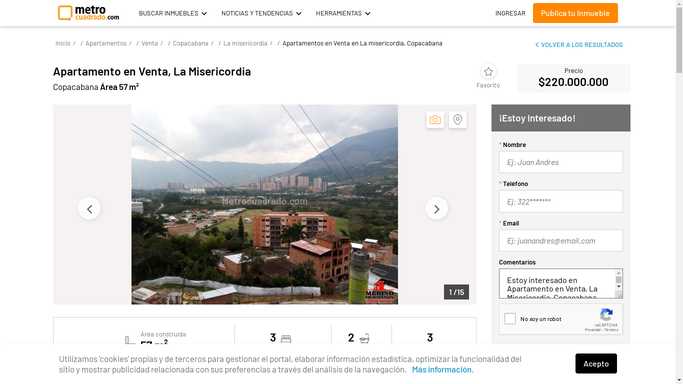 metro
cuadrado.com
BUSCAR INMUEBLES
NOTICIAS Y TENDENCIAS
HERRAMIENTAS
INGRESAR
Publica tu Inmueble
Inicio / / Apartamentos / / Venta / / Copacabana / / La misericordia / / Apartamentos en Venta en La misericordia, Copacabana
VOLVER A LOS RESULTADOS
Apartamento en Venta, La Misericordia
Copacabana Área 57 m²
Favorito
Precio
$220.000.000
metrocuadrado.com
1 / 15
¡Estoy Interesado!
* Nombre
Ej: Juan Andres
* Teléfono
Ej: 322*******
* Email
Ej: juanandres@email.com
Comentarios
Estoy interesado en
Apartamento en Venta, La
Misericordia, Copacabana
No soy un robot
reCAPTCHA
Privacidad - Términos
Área construida
57 m²
3
2
3
Utilizamos 'cookies' propias y de terceros para gestionar el portal, elaborar información estadística, optimizar la funcionalidad del
sitio y mostrar publicidad relacionada con sus preferencias a través del análisis de la navegación. Más información.
Acepto